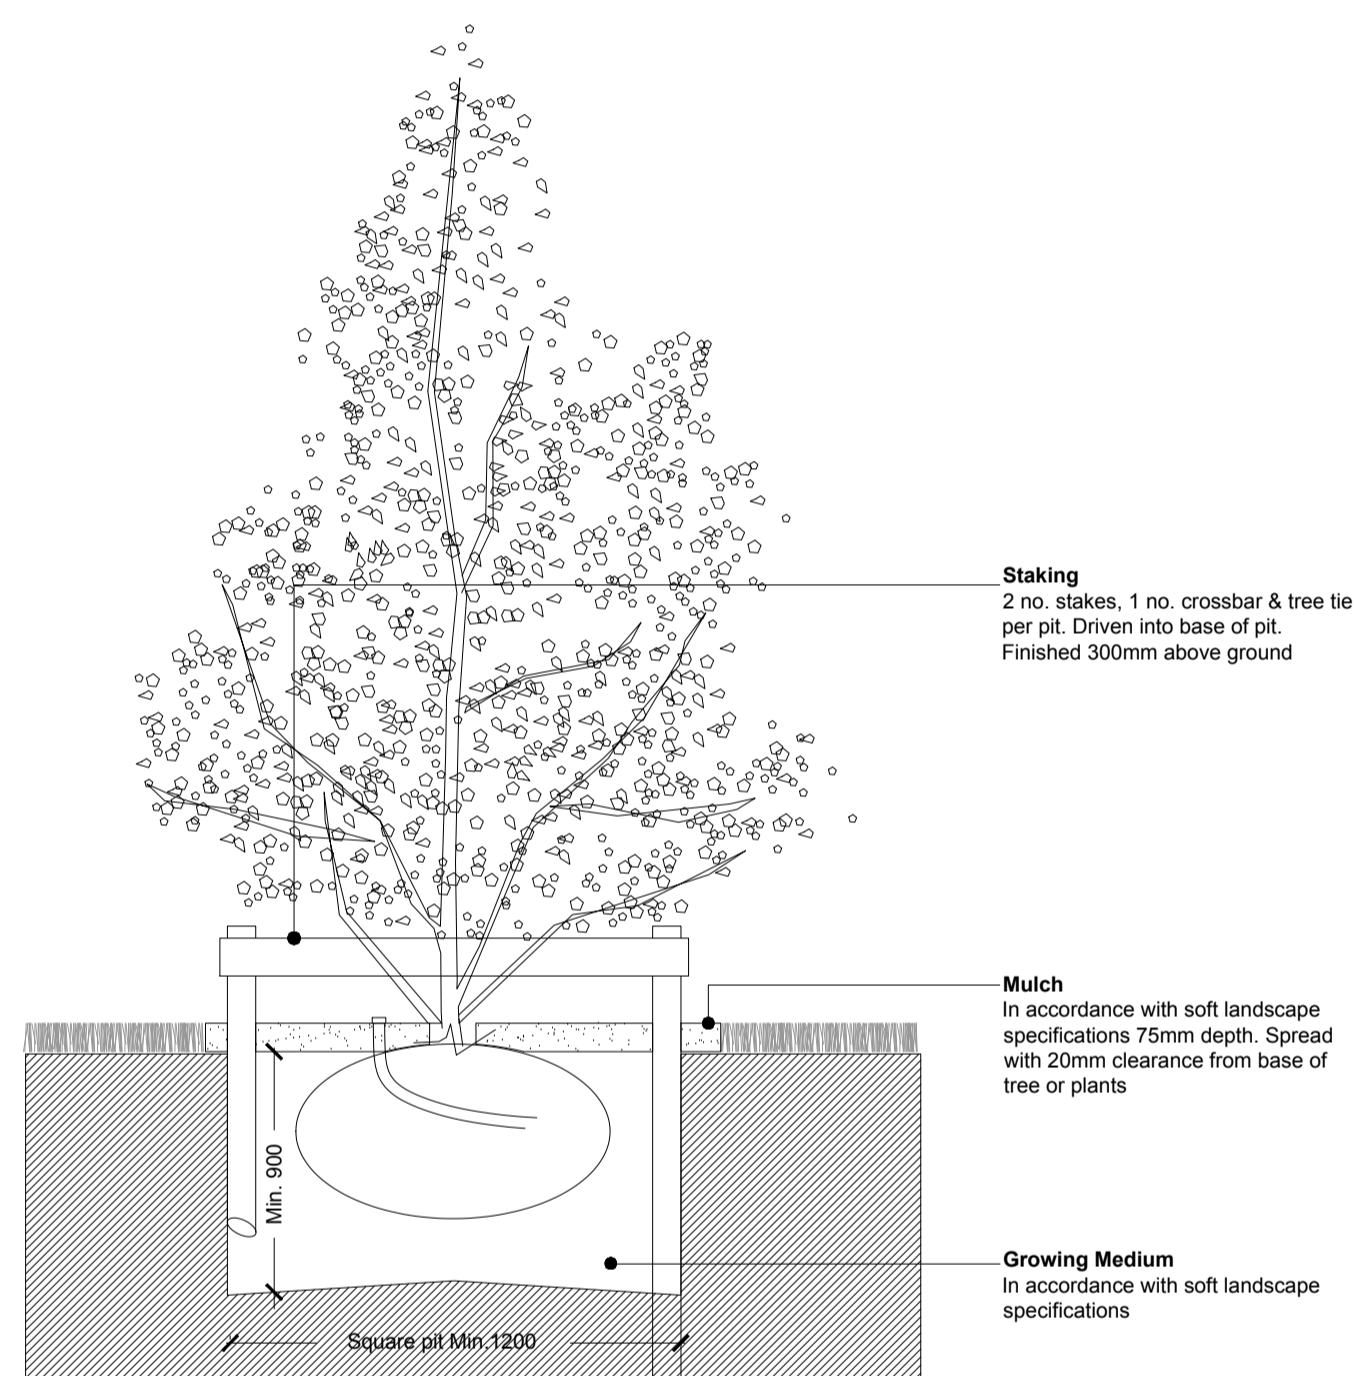 Staking
2 no. stakes, 1 no. crossbar & tree tie
per pit. Driven into base of pit.
Finished 300mm above ground
Mulch
In accordance with soft landscape
specifications 75mm depth. Spread
with 20mm clearance from base of
tree or plants
Min. 900
Growing Medium
In accordance with soft landscape
specifications
Square pit Min.1200